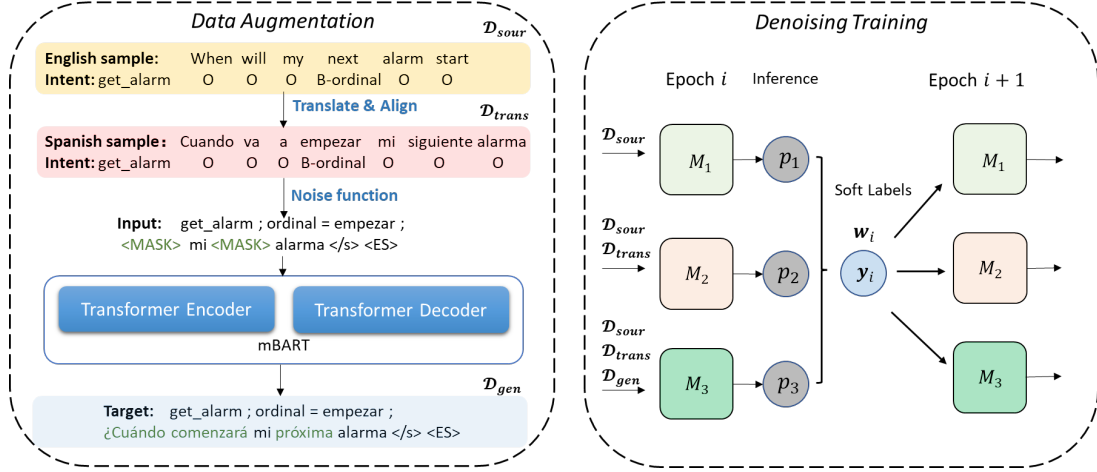 Data Augmentation
𝒟sour
English sample: When will my next alarm start
Intent: get_alarm O O O B-ordinal O O
Translate & Align
𝒟trans
Spanish sample: Cuando va a empezar mi siguiente alarma
Intent: get_alarm O O O B-ordinal O O O
Noise function
Input: get_alarm ; ordinal = empezar ;
<MASK> mi <MASK> alarma </s> <ES>
Transformer Encoder
Transformer Decoder
mBART
𝒟gen
Target: get_alarm ; ordinal = empezar ;
¿Cuándo comenzará mi próxima alarma </s> <ES>
Denoising Training
Epoch i
Inference
Epoch i + 1
𝒟sour
M1
p1
M1
Soft Labels
𝒟sour
𝒟trans
M2
p2
wi
yi
M2
𝒟sour
𝒟trans
𝒟gen
M3
p3
M3